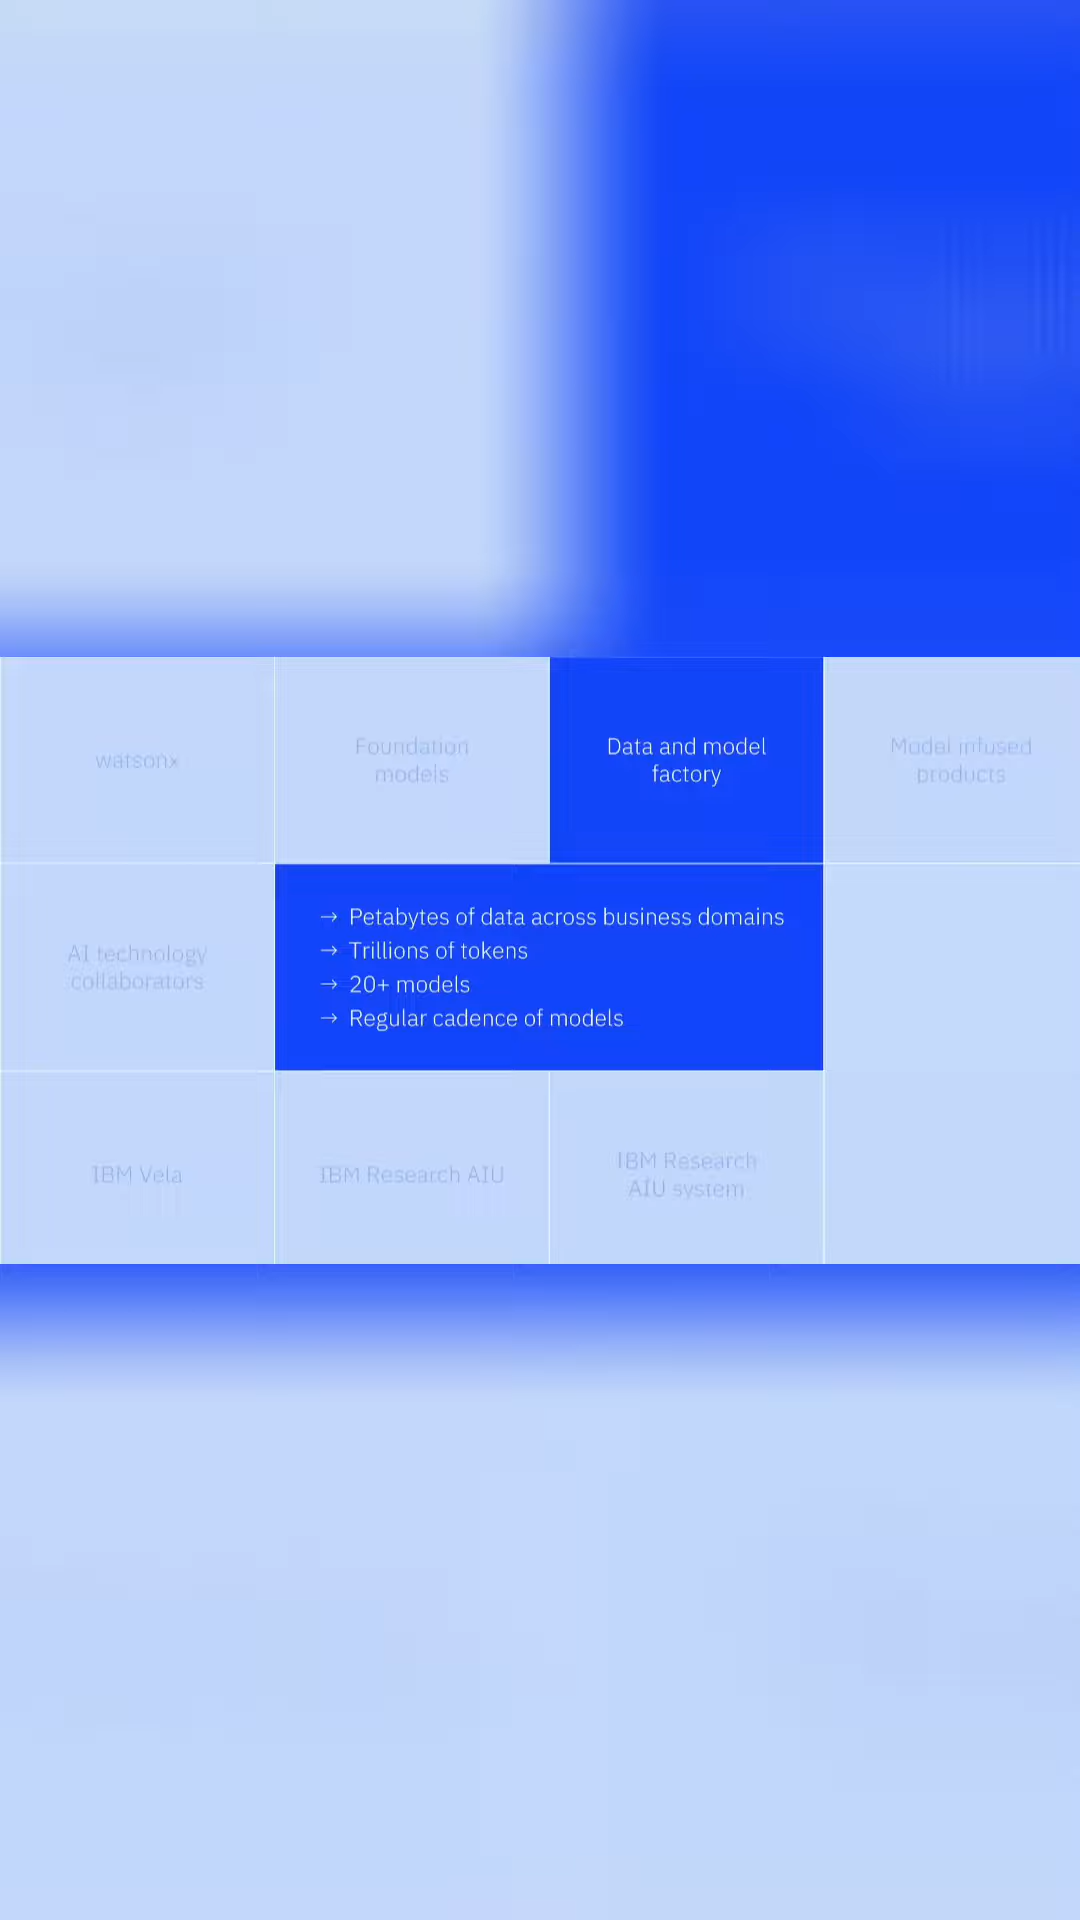 watsonx
Foundation
models
Data and model
factory
Model infused
products
AI technology
collaborators
→ Petabytes of data across business domains
→ Trillions of tokens
→ 20+ models
→ Regular cadence of models
IBM Vela
IBM Research AIU
IBM Research
AIU system